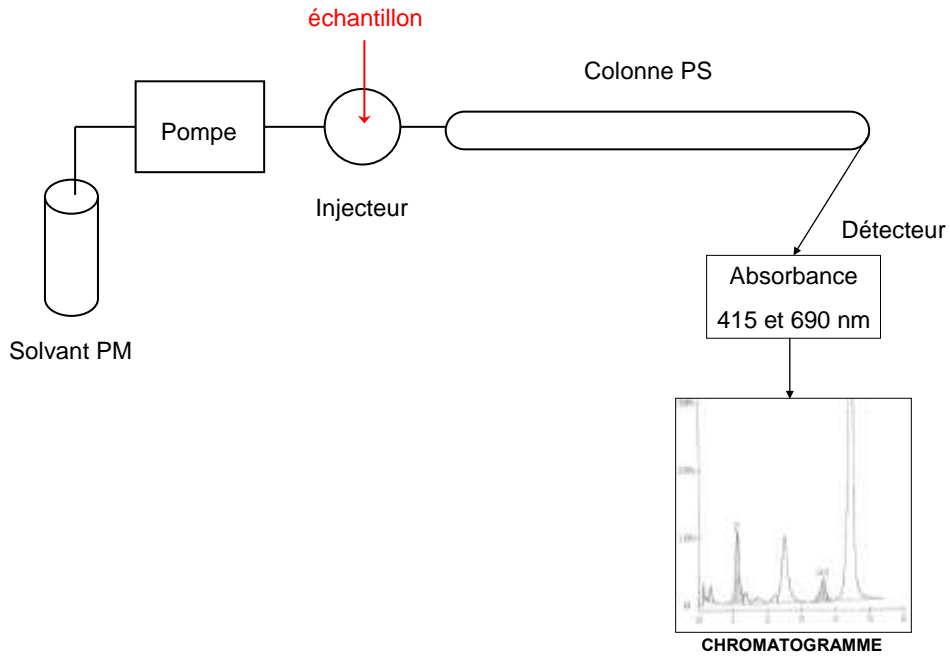 échantillon
Colonne PS
Pompe
Injecteur
Détecteur
Absorbance
415 et 690 nm
Solvant PM
CHROMATOGRAMME